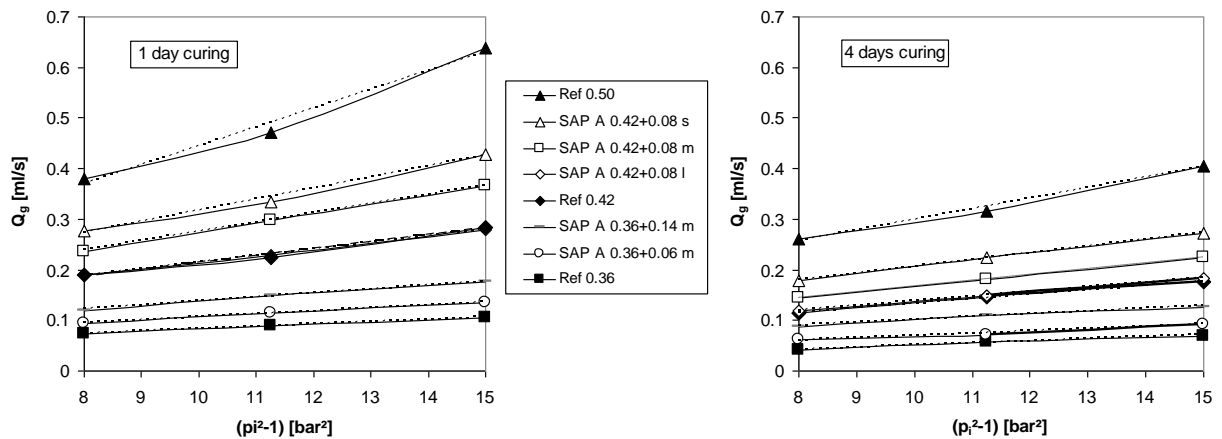 0.7
0.6
0.5
0.4
0.3
0.2
0.1
0
Qg [ml/s]
1 day curing
8 9 10 11 12 13 14 15
(pi²-1) [bar²]
Ref 0.50
SAP A 0.42+0.08 s
SAP A 0.42+0.08 m
SAP A 0.42+0.08 l
Ref 0.42
SAP A 0.36+0.14 m
SAP A 0.36+0.06 m
Ref 0.36
0.7
0.6
0.5
0.4
0.3
0.2
0.1
0
Qg [ml/s]
4 days curing
8 9 10 11 12 13 14 15
(pi²-1) [bar²]